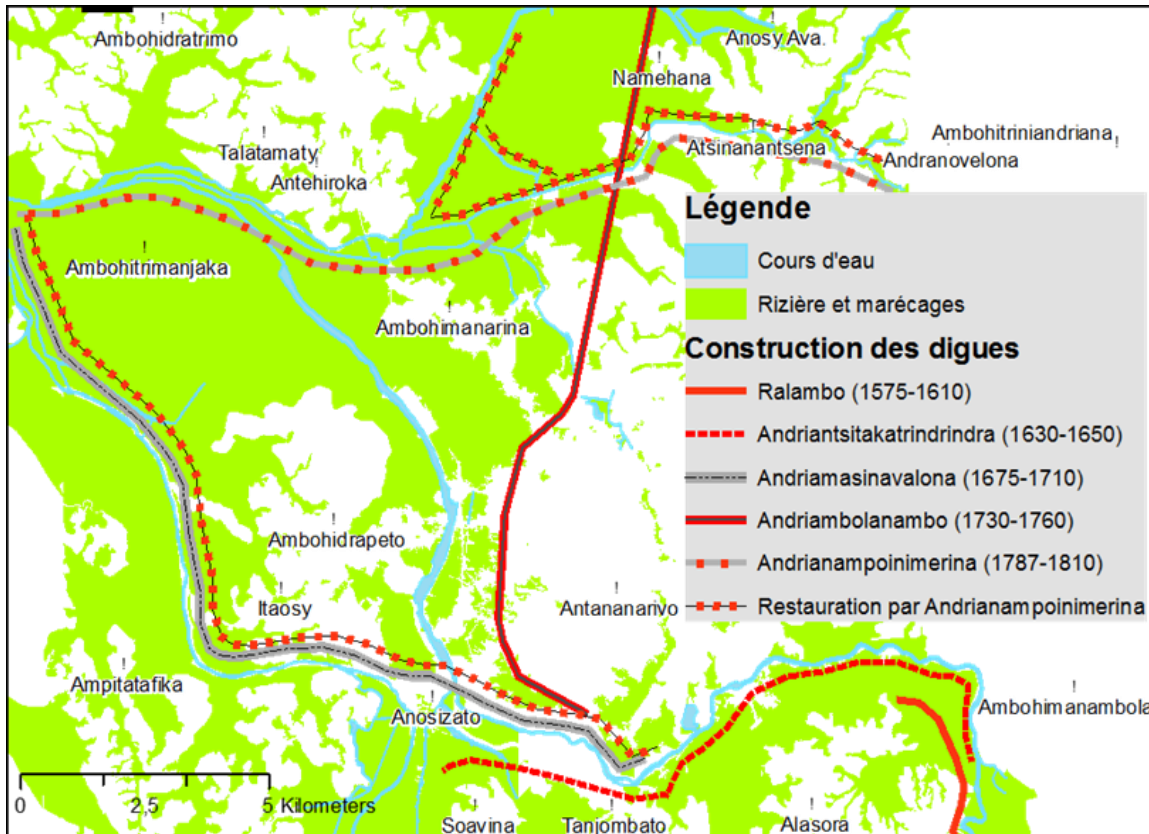 Ambohidratrimo
Anosy Ava.
Namehana
Talatamaty
Antehiroka
Atsinanantsena
Ambohitriniandriana
Andranovelona
Ambohitrimanjaka
Ambohimanarina
Ambohidrapeto
Itaosy
Antananarivo
Ampitatafika
Anosizato
Ambohimanambola
Soavina
Tanjombato
Alasora
0 2,5 5 Kilometers
Légende
Cours d'eau
Rizière et marécages
Construction des digues
Ralambo (1575-1610)
Andriantsitakatrindrindra (1630-1650)
Andriamasinavalona (1675-1710)
Andriambolanambo (1730-1760)
Andrianampoinimerina (1787-1810)
Restauration par Andrianampoinimerina